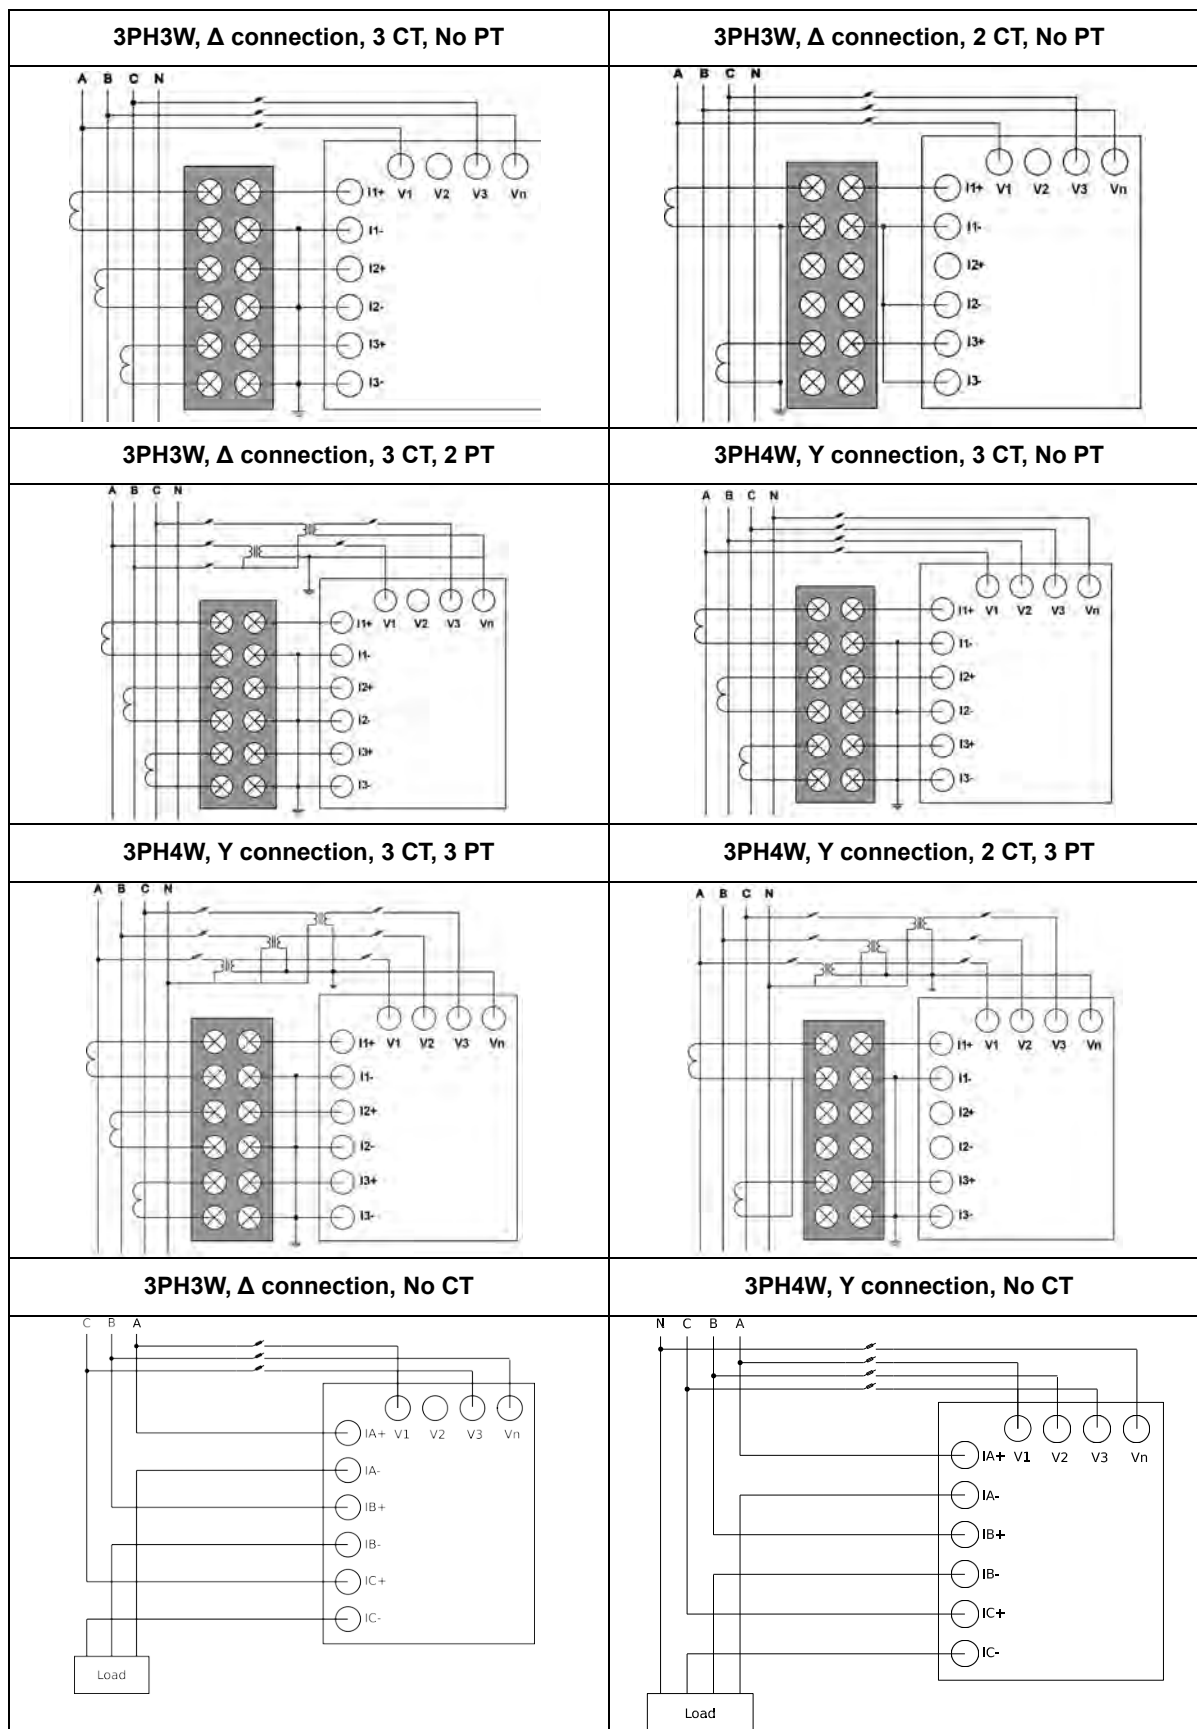 3PH3W, Δ connection, 3 CT, No PT
A B C N
V1 V2 V3 Vn
I1+
I1-
I2+
I2-
I3+
I3-
3PH3W, Δ connection, 2 CT, No PT
A B C N
V1 V2 V3 Vn
I1+
I1-
I2+
I2-
I3+
I3-
3PH3W, Δ connection, 3 CT, 2 PT
A B C N
V1 V2 V3 Vn
I1+
I1-
I2+
I2-
I3+
I3-
3PH4W, Y connection, 3 CT, No PT
A B C N
V1 V2 V3 Vn
I1+
I1-
I2+
I2-
I3+
I3-
3PH4W, Y connection, 3 CT, 3 PT
A B C N
V1 V2 V3 Vn
I1+
I1-
I2+
I2-
I3+
I3-
3PH4W, Y connection, 2 CT, 3 PT
A B C N
V1 V2 V3 Vn
I1+
I1-
I2+
I2-
I3+
I3-
3PH3W, Δ connection, No CT
C B A
IA+ V1 V2 V3 Vn
IA-
IB+
IB-
IC+
IC-
Load
3PH4W, Y connection, No CT
N C B A
IA+ V1 V2 V3 Vn
IA-
IB+
IB-
IC+
IC-
Load